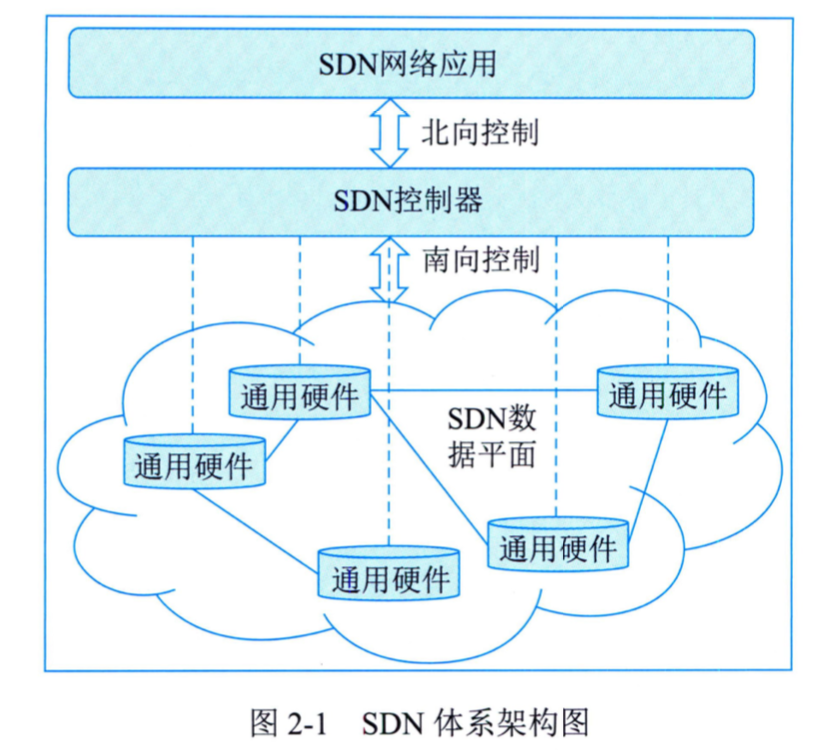 SDN网络应用
北向控制
SDN控制器
南向控制
通用硬件
通用硬件
SDN数
据平面
通用硬件
通用硬件
通用硬件
图 2-1 SDN 体系架构图